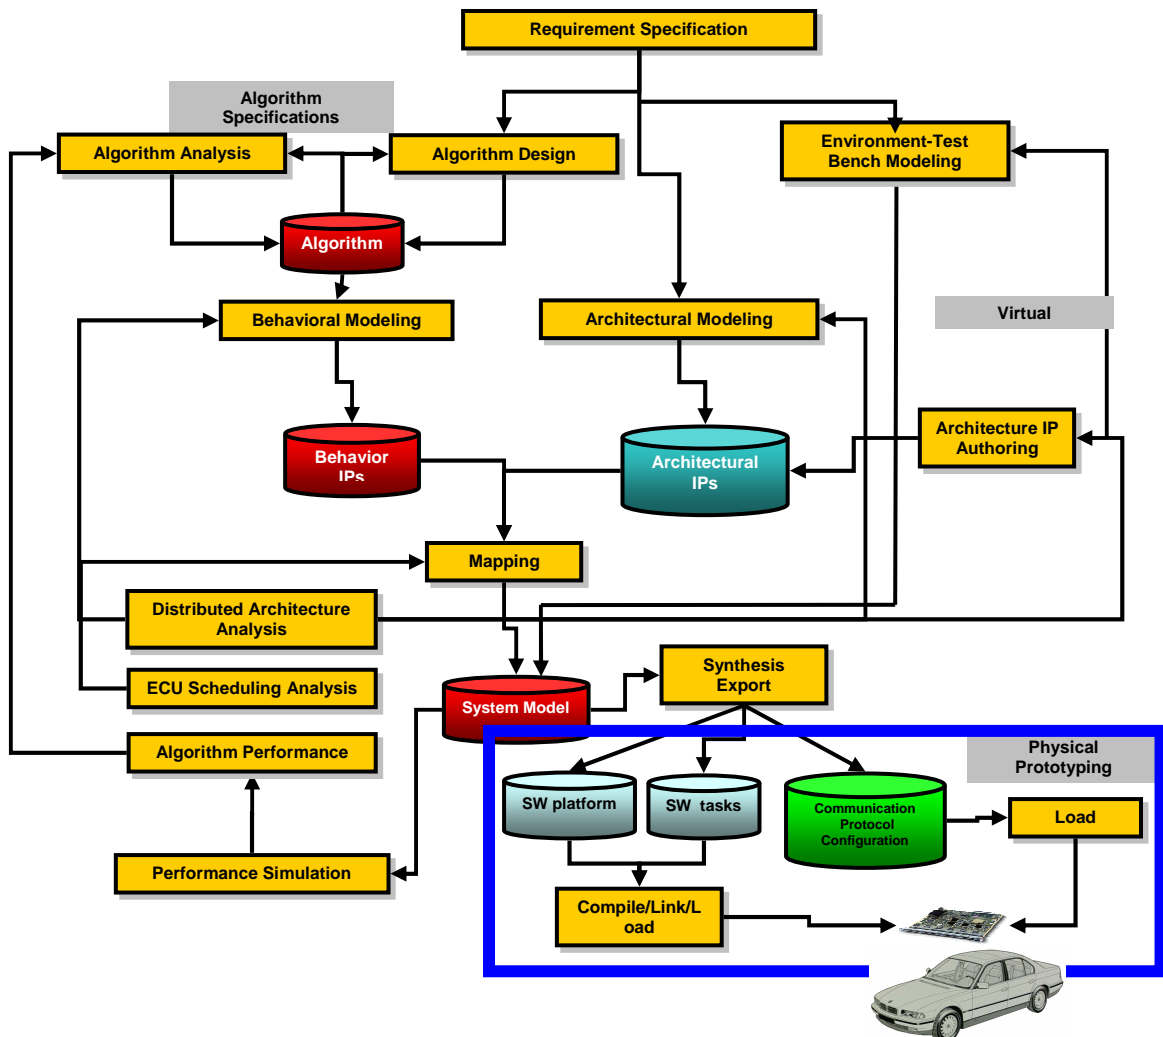 Requirement Specification
Algorithm
Specifications
Algorithm Analysis
Algorithm Design
Environment-Test
Bench Modeling
Algorithm
Behavioral Modeling
Architectural Modeling
Virtual
Behavior
IPs
Architectural
IPs
Architecture IP
Authoring
Mapping
Distributed Architecture
Analysis
ECU Scheduling Analysis
System Model
Synthesis
Export
Algorithm Performance
Physical
Prototyping
SW platform
SW tasks
Communication
Protocol
Configuration
Load
Performance Simulation
Compile/Link/L
oad